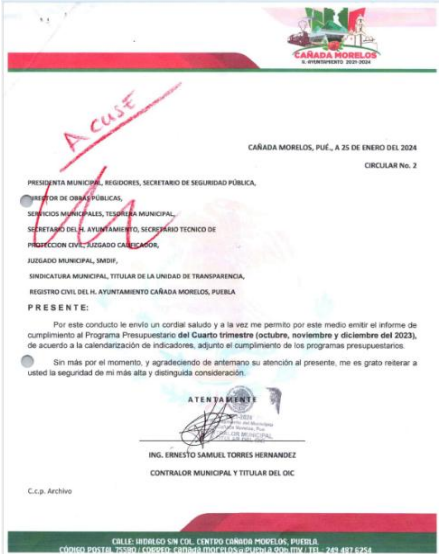 CAÑADA MORELOS
H. AYUNTAMIENTO 2021-2024
ACUSE
CAÑADA MORELOS, PUÉ., A 25 DE ENERO DEL 2024
CIRCULAR No. 2
PRESIDENTA MUNICIPAL, REGIDORES, SECRETARIO DE SEGURIDAD PÚBLICA,
DIRECTOR DE OBRAS PÚBLICAS,
SERVICIOS MUNICIPALES, TESORERA MUNICIPAL,
SECRETARIO DEL H. AYUNTAMIENTO, SECRETARIO TECNICO DE
PROTECCION CIVIL, JUZGADO CALIFICADOR,
JUZGADO MUNICIPAL, SMDIF,
SINDICATURA MUNICIPAL, TITULAR DE LA UNIDAD DE TRANSPARENCIA,
REGISTRO CIVIL DEL H. AYUNTAMIENTO CAÑADA MORELOS, PUEBLA
PRESENTE:
Por este conducto le envío un cordial saludo y a la vez me permito por este medio emitir el informe de
cumplimiento al Programa Presupuestario del Cuarto trimestre (octubre, noviembre y diciembre del 2023),
de acuerdo a la calendarización de indicadores, adjunto el cumplimiento de los programas presupuestarios.
Sin más por el momento, y agradeciendo de antemano su atención al presente, me es grato reiterar a
usted la seguridad de mi más alta y distinguida consideración.
ATENTAMENTE
ING. ERNESTO SAMUEL TORRES HERNANDEZ
CONTRALOR MUNICIPAL Y TITULAR DEL OIC
C.c.p. Archivo
CALLE: HIDALGO S/N COL. CENTRO CAÑADA MORELOS, PUEBLA.
CÓDIGO POSTAL 75590 / CORREO: canada.morelos@puebla.gob.mx / TEL.: 249 487 6254